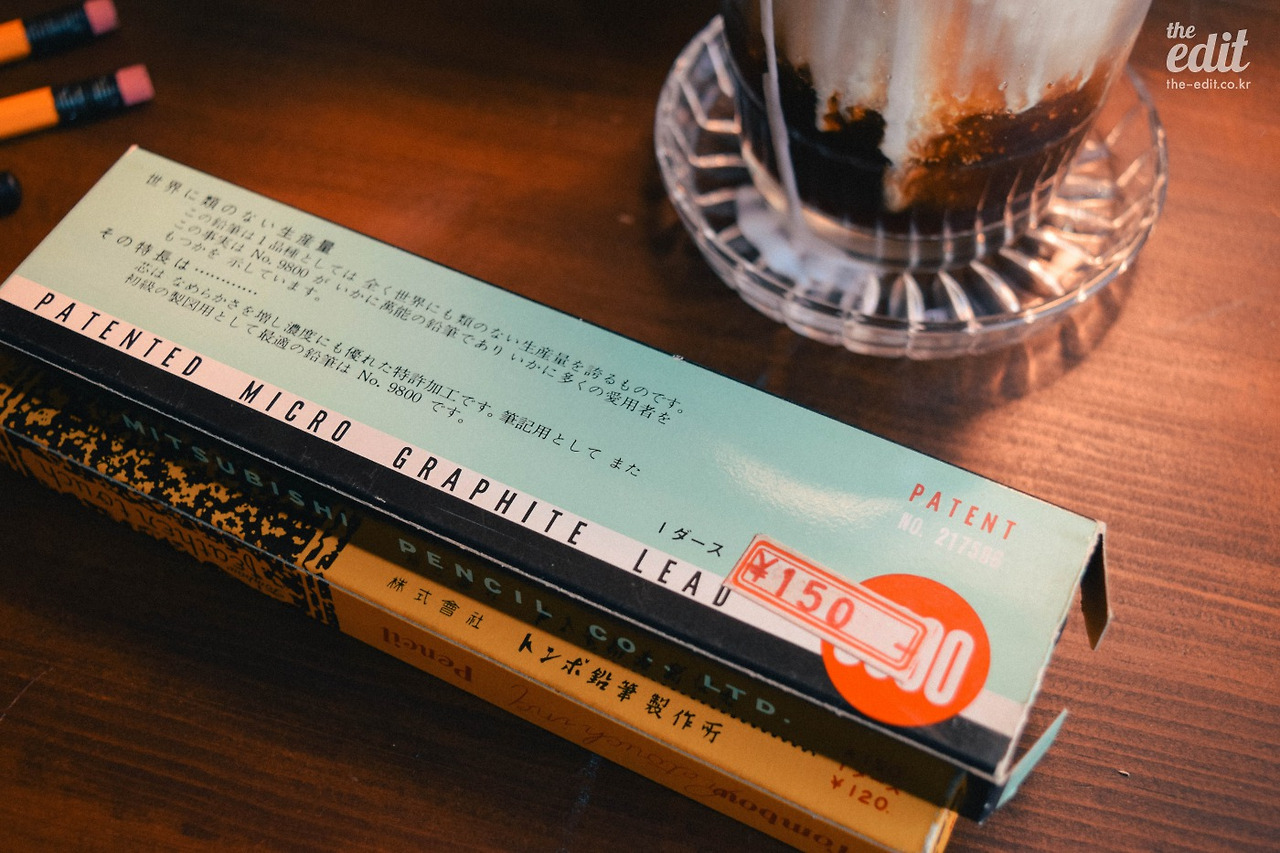 the
edit
the-edit.co.kr
世界に類のない生産量
この鉛筆は1品種としては 全く世界にも類のない生産量を誇るものです。
この事実は No. 9800 が いかに萬能の鉛筆であり いかに多くの愛用者を
もつかを 示しています。
その特長は…………
芯は なめらかさを増し濃度にも優れた特許加工です。筆記用として また
初級の製図用として最適の鉛筆は No. 9800 です。
PATENTED MICRO GRAPHITE LEAD
1ダース
PATENT
NO.
¥150
MITSUBISHI PENCIL CO., LTD.
株式會社 トンボ鉛筆製作所
¥120.
Pencil
Tombow